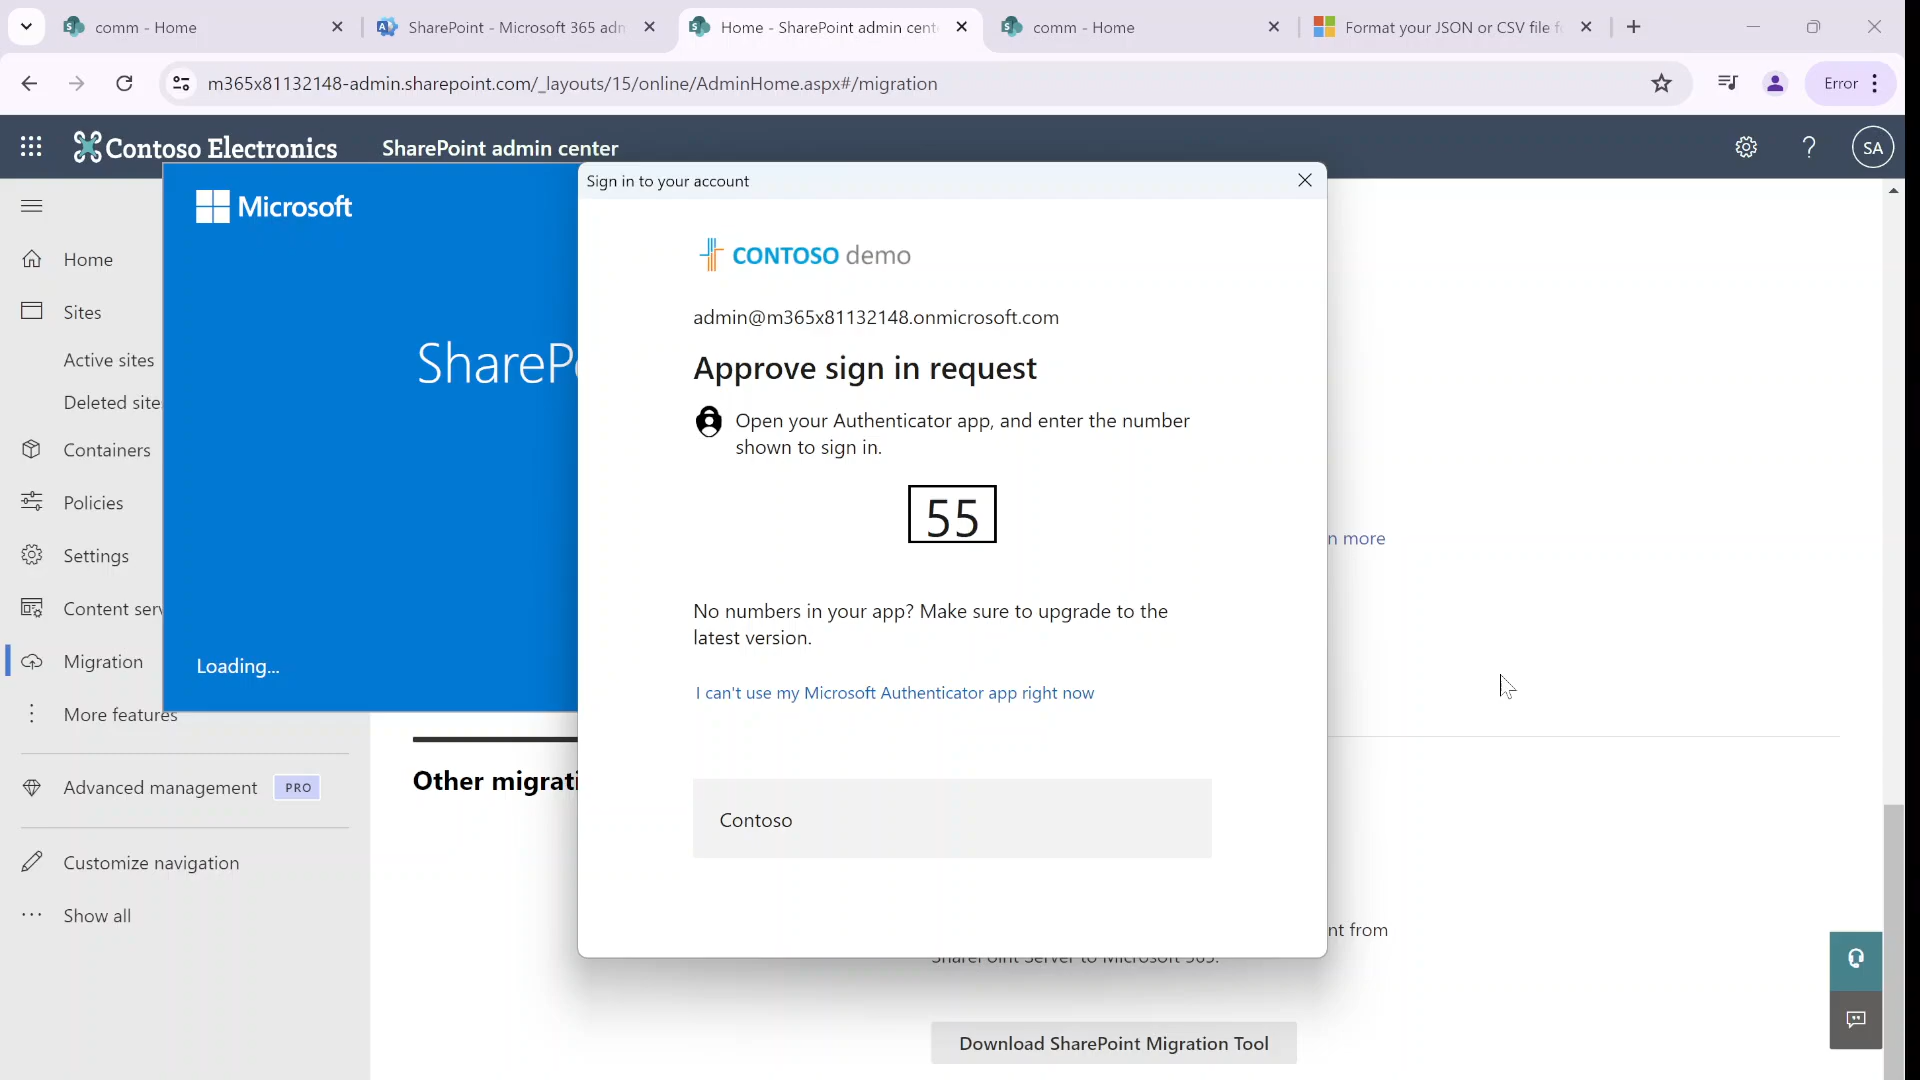 comm - Home
SharePoint - Microsoft 365 adm
Home - SharePoint admin cent
comm - Home
Format your JSON or CSV file f
m365x81132148-admin.sharepoint.com/_layouts/15/online/AdminHome.aspx#/migration
Error
Contoso Electronics
SharePoint admin center
SA
Home
Sites
Active sites
Deleted site
Containers
Policies
Settings
Content serv
Migration
More features
Advanced management
PRO
Customize navigation
Show all
Microsoft
SharePo
Loading...
Sign in to your account
CONTOSO demo
admin@m365x81132148.onmicrosoft.com
Approve sign in request
Open your Authenticator app, and enter the number
shown to sign in.
55
No numbers in your app? Make sure to upgrade to the
latest version.
I can't use my Microsoft Authenticator app right now
Contoso
n more
Other migrati
nt from
SharePoint Server to Microsoft 365.
Download SharePoint Migration Tool